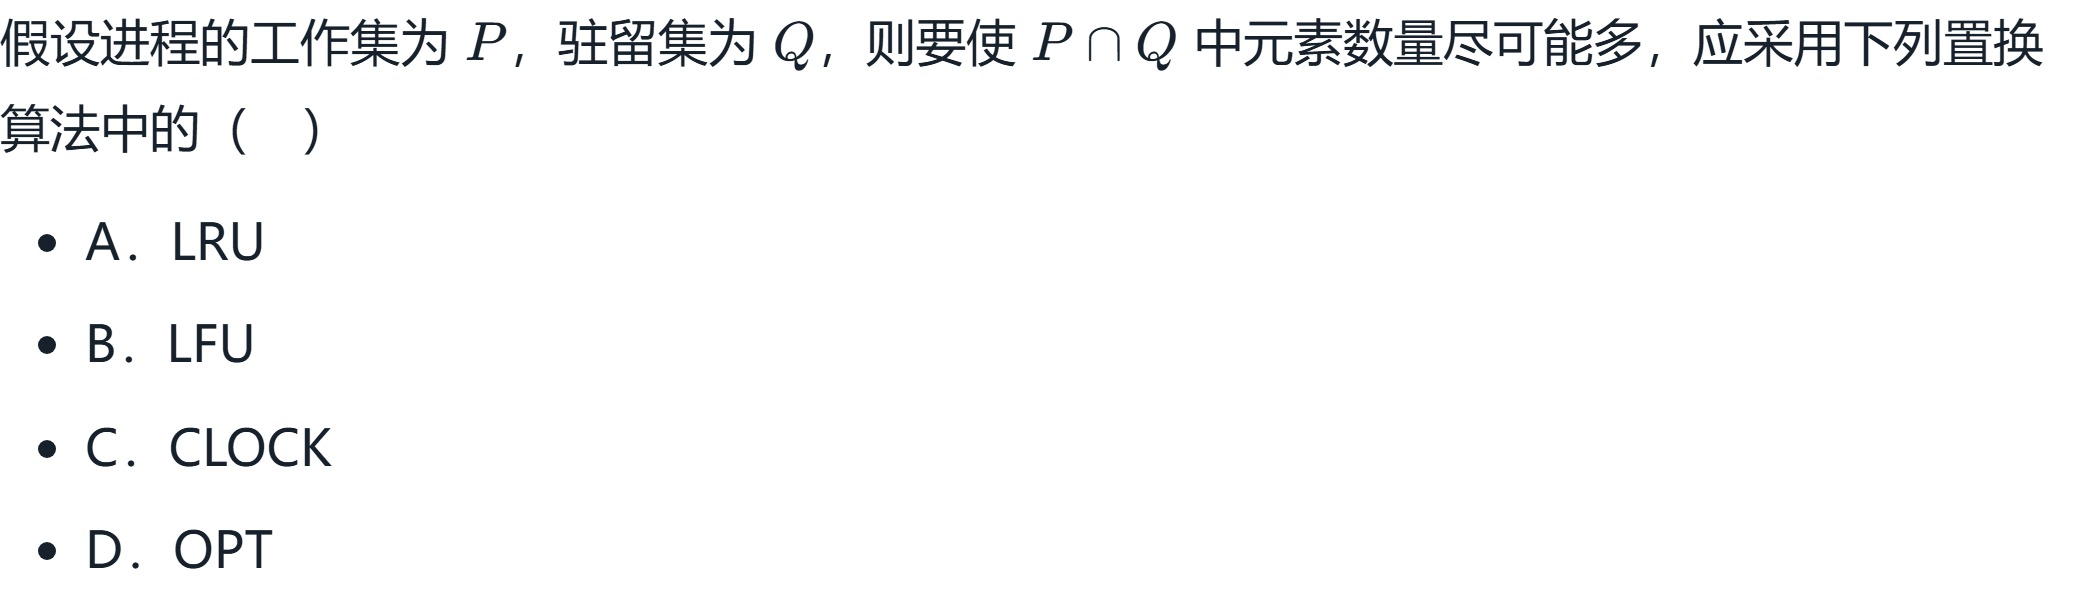 假设进程的工作集为 P，驻留集为 Q，则要使 P ∩ Q 中元素数量尽可能多，应采用下列置换
算法中的（　）
• A．LRU
• B．LFU
• C．CLOCK
• D．OPT